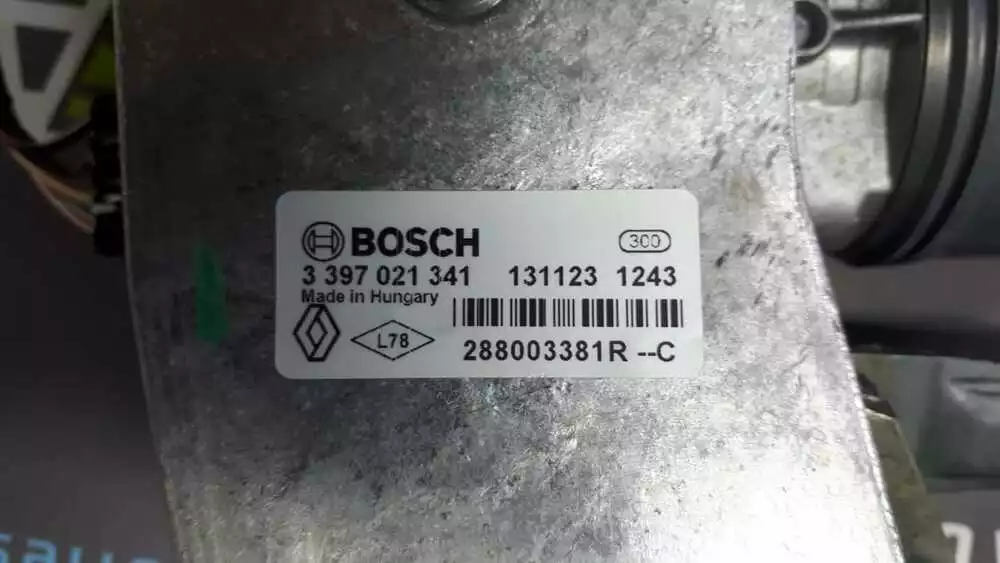 BOSCH 300
3 397 021 341 131123 1243
Made in Hungary
L78
288003381R --C